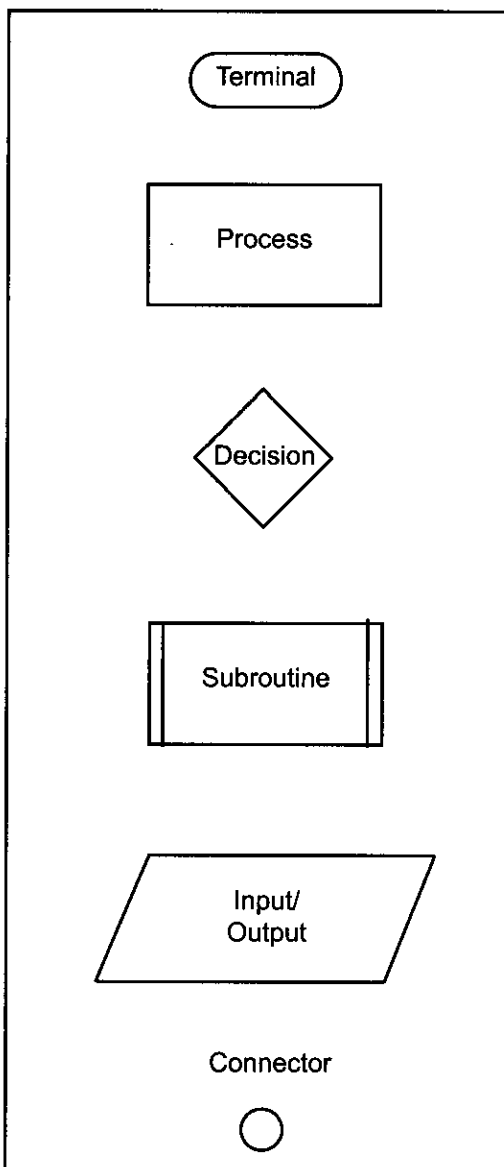 Terminal
Process
Decision
Subroutine
Input/
Output
Connector